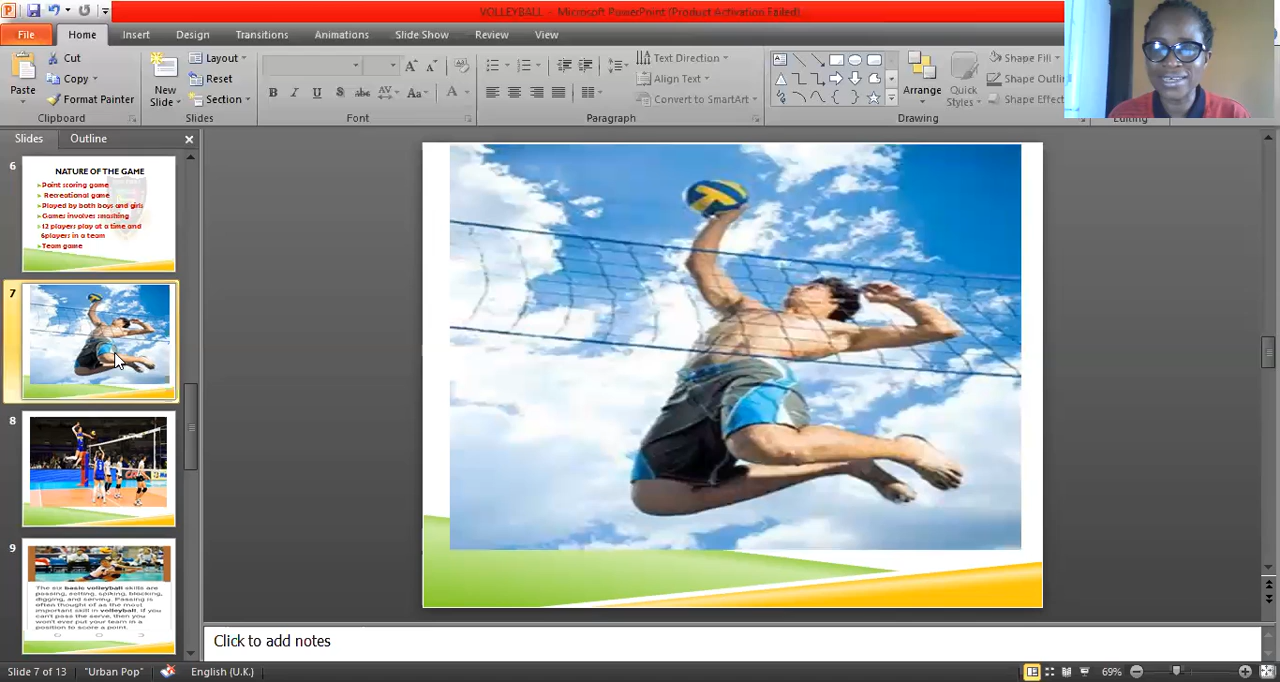 VOLLEYBALL - Microsoft PowerPoint (Product Activation Failed)
File Home Insert Design Transitions Animations Slide Show Review View
Paste
Cut
Copy
Format Painter
Clipboard
New
Slide
Layout
Reset
Section
Slides
B I U S abc AV Aa A
Font
Text Direction
Align Text
Convert to SmartArt
Paragraph
Arrange
Quick
Styles
Shape Fill
Shape Outlin
Shape Effect
Drawing
Editing
Slides Outline
6
NATURE OF THE GAME
Point scoring game
Recreational game
Played by both boys and girls
Games involves smashing
12 players play at a time and
6players in a team
Team game
7
8
9
The six basic volleyball skills are
passing, setting, spiking, blocking,
digging, and serving. Passing is
often thought of as the most
important skill in volleyball. If you
can't pass the serve, then you
won't ever put your team in a
position to score a point.
Click to add notes
Slide 7 of 13 "Urban Pop" English (U.K.) 69%